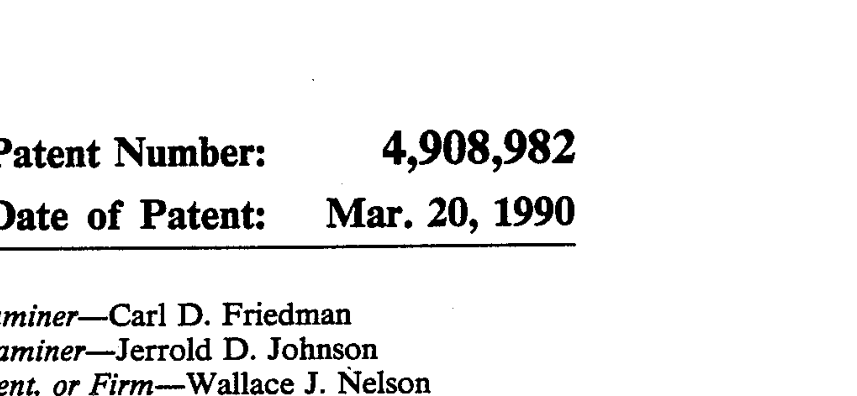 Patent Number: 4,908,982
Date of Patent: Mar. 20, 1990
aminer—Carl D. Friedman
aminer—Jerrold D. Johnson
ent, or Firm—Wallace J. Nelson